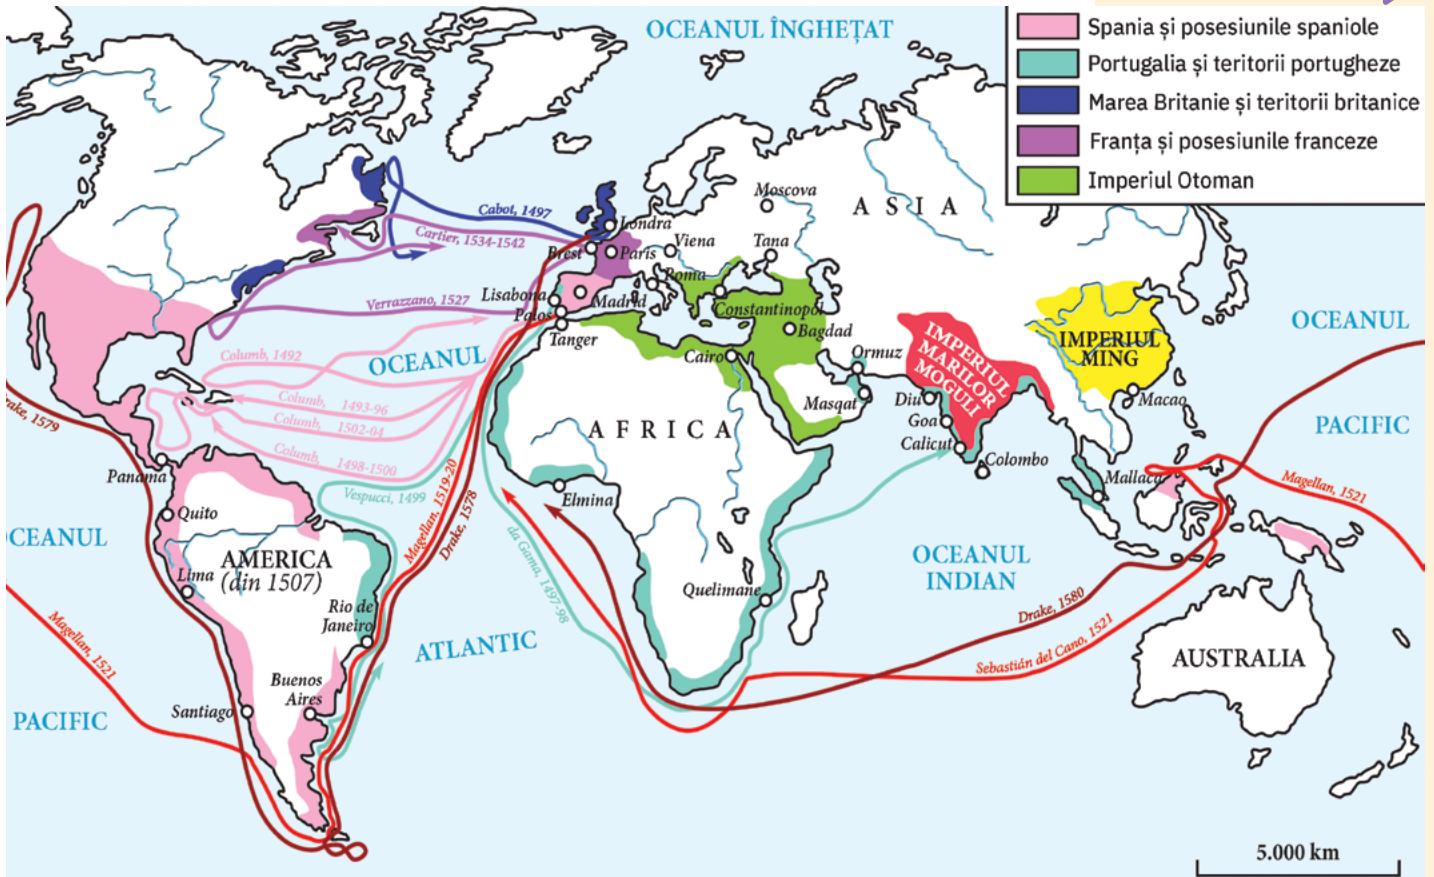 OCEANUL ÎNGHEȚAT
Spania și posesiunile spaniole
Portugalia și teritorii portugheze
Marea Britanie și teritorii britanice
Franța și posesiunile franceze
Imperiul Otoman
Moscova
ASIA
Cabot, 1497
Londra
Cartier, 1534-1542
Brest
Paris
Viena
Tana
Roma
Verrazzano, 1527
Lisabona
Madrid
Palos
Constantinopol
Tanger
Bagdad
Cairo
Ormuz
Masqat
IMPERIUL
MARILOR
MOGULI
IMPERIUL
MING
OCEANUL
PACIFIC
Columb, 1492
OCEANUL
Columb, 1493-96
Columb, 1502-04
Columb, 1498-1500
rake, 1579
AFRICA
Diu
Goa
Calicut
Colombo
Macao
Mallaca
Magellan, 1521
Panama
Vespucci, 1499
Magellan, 1519-20
Drake, 1578
Elmina
Quito
CEANUL
PACIFIC
AMERICA
(din 1507)
Lima
Rio de
Janeiro
da Gama, 1497-98
OCEANUL
INDIAN
Quelimane
Drake, 1580
Sebastián del Cano, 1521
Magellan, 1521
ATLANTIC
AUSTRALIA
Buenos
Aires
Santiago
5.000 km